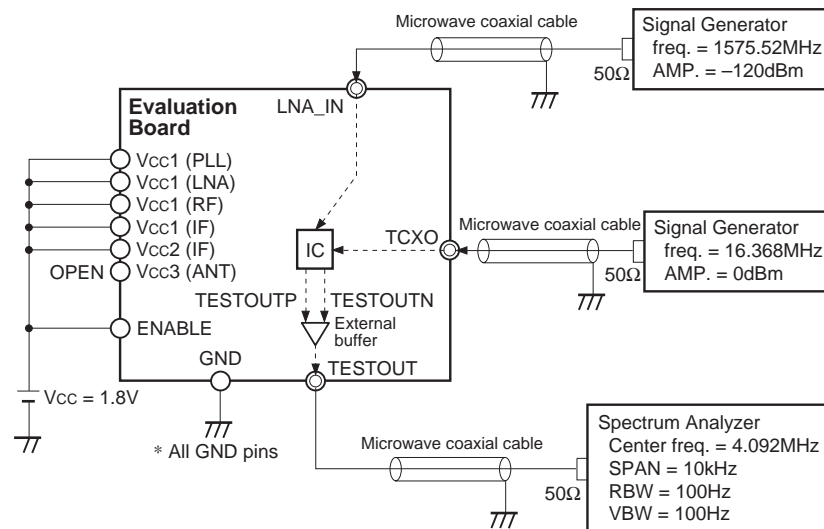 Microwave coaxial cable
Signal Generator
freq. = 1575.52MHz
AMP. = –120dBm
50Ω
Evaluation
Board
LNA_IN
VCC1 (PLL)
VCC1 (LNA)
VCC1 (RF)
VCC1 (IF)
VCC2 (IF)
OPEN
VCC3 (ANT)
ENABLE
IC
TCXO
Microwave coaxial cable
Signal Generator
freq. = 16.368MHz
AMP. = 0dBm
50Ω
TESTOUTP
TESTOUTN
External
buffer
GND
TESTOUT
VCC = 1.8V
* All GND pins
Microwave coaxial cable
50Ω
Spectrum Analyzer
Center freq. = 4.092MHz
SPAN = 10kHz
RBW = 100Hz
VBW = 100Hz